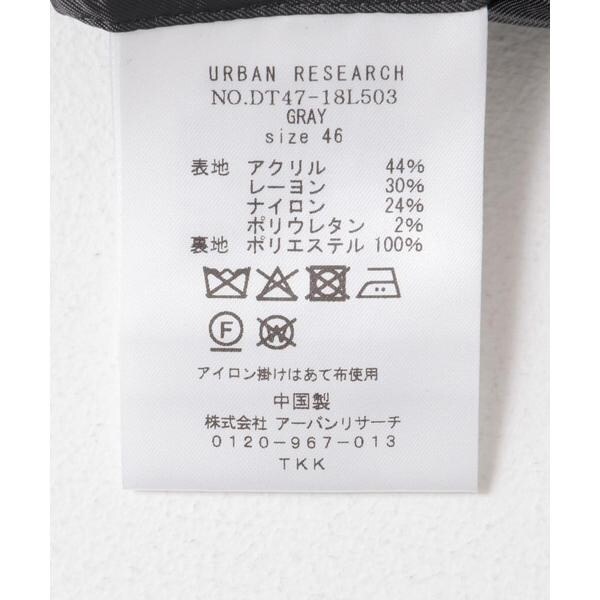 URBAN RESEARCH
NO.DT47-18L503
GRAY
size 46
表地 アクリル 44%
レーヨン 30%
ナイロン 24%
ポリウレタン 2%
裏地 ポリエステル 100%
F W
アイロン掛けはあて布使用
中国製
株式会社 アーバンリサーチ
0120-967-013
TKK